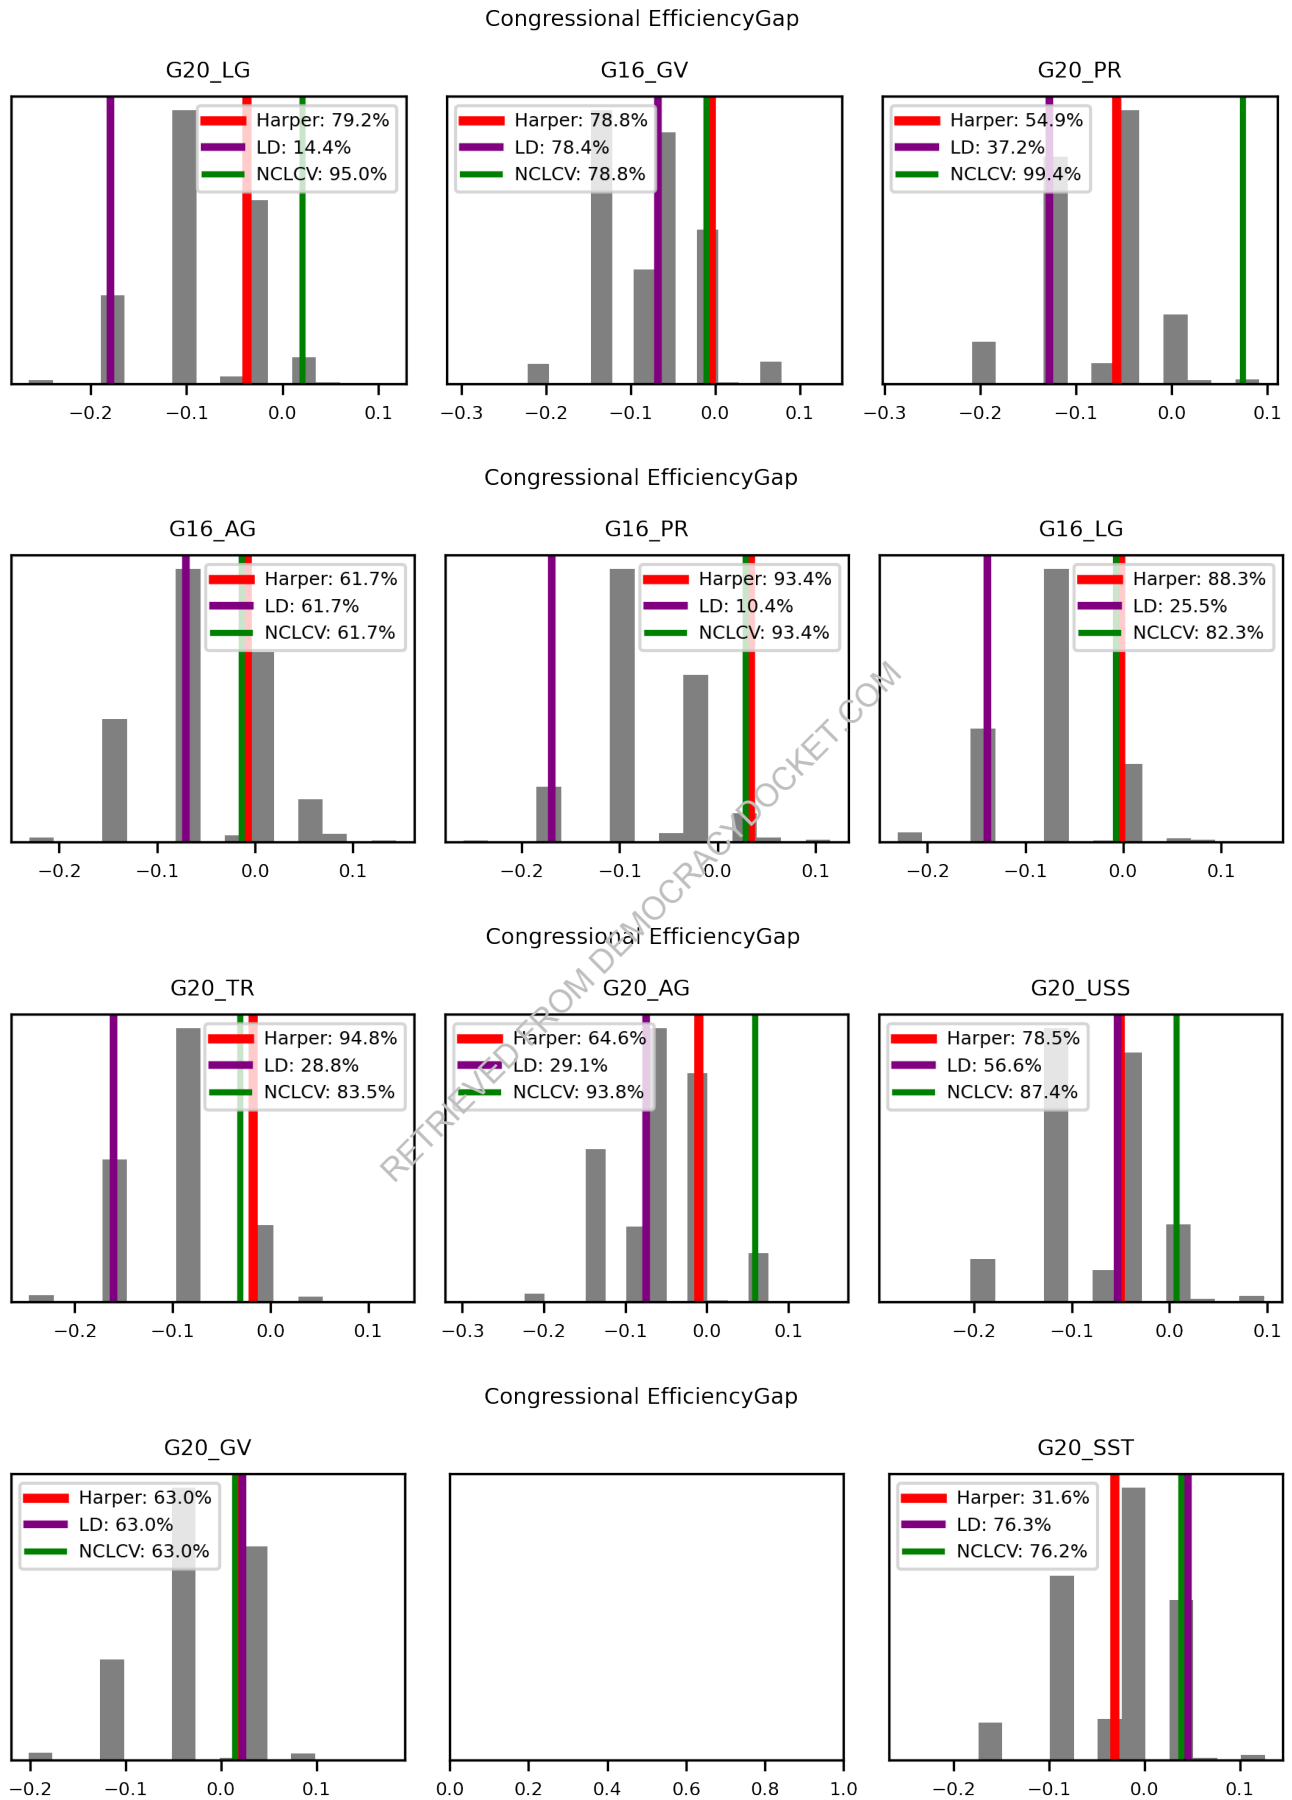 Congressional EfficiencyGap
G20_LG
G16_GV
G20_PR
Harper: 79.2%
LD: 14.4%
NCLCV: 95.0%
Harper: 78.8%
LD: 78.4%
NCLCV: 78.8%
Harper: 54.9%
LD: 37.2%
NCLCV: 99.4%
−0.2 −0.1 0.0 0.1
−0.3 −0.2 −0.1 0.0 0.1
−0.3 −0.2 −0.1 0.0 0.1
Congressional EfficiencyGap
G16_AG
G16_PR
G16_LG
Harper: 61.7%
LD: 61.7%
NCLCV: 61.7%
Harper: 93.4%
LD: 10.4%
NCLCV: 93.4%
Harper: 88.3%
LD: 25.5%
NCLCV: 82.3%
−0.2 −0.1 0.0 0.1
−0.2 −0.1 0.0 0.1
−0.2 −0.1 0.0 0.1
RETRIEVED FROM DEMOCRACYDOCKET.COM
Congressional EfficiencyGap
G20_TR
G20_AG
G20_USS
Harper: 94.8%
LD: 28.8%
NCLCV: 83.5%
Harper: 64.6%
LD: 29.1%
NCLCV: 93.8%
Harper: 78.5%
LD: 56.6%
NCLCV: 87.4%
−0.2 −0.1 0.0 0.1
−0.3 −0.2 −0.1 0.0 0.1
−0.2 −0.1 0.0 0.1
Congressional EfficiencyGap
G20_GV
G20_SST
Harper: 63.0%
LD: 63.0%
NCLCV: 63.0%
Harper: 31.6%
LD: 76.3%
NCLCV: 76.2%
−0.2 −0.1 0.0 0.1
0.0 0.2 0.4 0.6 0.8 1.0
−0.2 −0.1 0.0 0.1